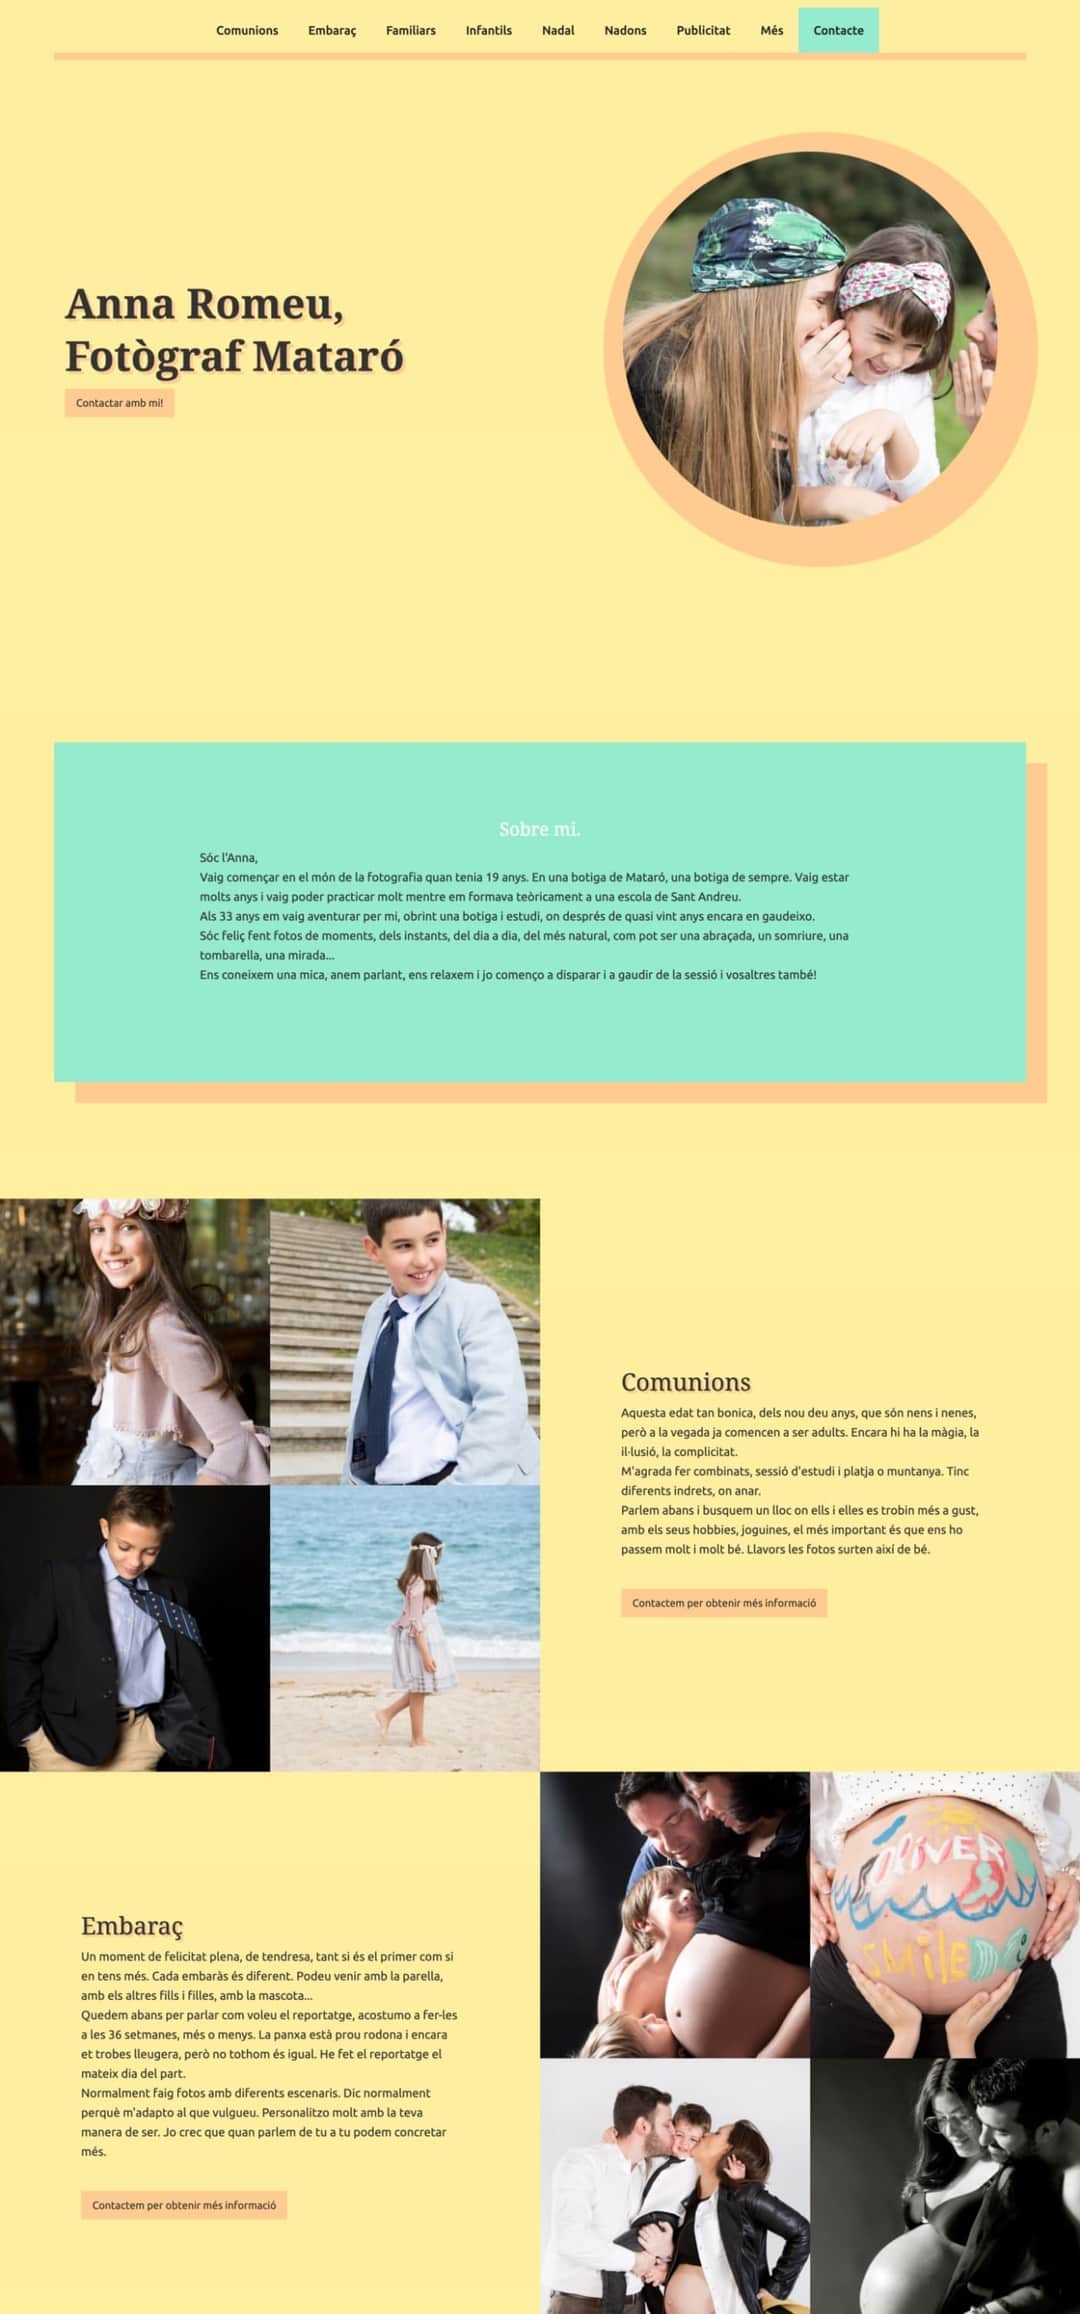 Comunions Embaraç Familiars Infantils Nadal Nadons Publicitat Més Contacte
Anna Romeu,
Fotògraf Mataró
Contactar amb mi!
Sobre mi.
Sóc l'Anna,
Vaig començar en el món de la fotografia quan tenia 19 anys. En una botiga de Mataró, una botiga de sempre. Vaig estar
molts anys i vaig poder practicar molt mentre em formava teòricament a una escola de Sant Andreu.
Als 33 anys em vaig aventurar per mi, obrint una botiga i estudi, on després de quasi vint anys encara en gaudeixo.
Sóc feliç fent fotos de moments, dels instants, del dia a dia, del més natural, com pot ser una abraçada, un somriure, una
tombarella, una mirada...
Ens coneixem una mica, anem parlant, ens relaxem i jo començo a disparar i a gaudir de la sessió i vosaltres també!
Comunions
Aquesta edat tan bonica, dels nou deu anys, que són nens i nenes,
però a la vegada ja comencen a ser adults. Encara hi ha la màgia, la
il·lusió, la complicitat.
M'agrada fer combinats, sessió d'estudi i platja o muntanya. Tinc
diferents indrets, on anar.
Parlem abans i busquem un lloc on ells i elles es trobin més a gust,
amb els seus hobbies, joguines, el més important és que ens ho
passem molt i molt bé. Llavors les fotos surten així de bé.
Contactem per obtenir més informació
OLIVER
SMILE
Embaraç
Un moment de felicitat plena, de tendresa, tant si és el primer com si
en tens més. Cada embaràs és diferent. Podeu venir amb la parella,
amb els altres fills i filles, amb la mascota...
Quedem abans per parlar com voleu el reportatge, acostumo a fer-les
a les 36 setmanes, més o menys. La panxa està prou rodona i encara
et trobes lleugera, però no tothom és igual. He fet el reportatge el
mateix dia del part.
Normalment faig fotos amb diferents escenaris. Dic normalment
perquè m'adapto al que vulgueu. Personalitzo molt amb la teva
manera de ser. Jo crec que quan parlem de tu a tu podem concretar
més.
Contactem per obtenir més informació